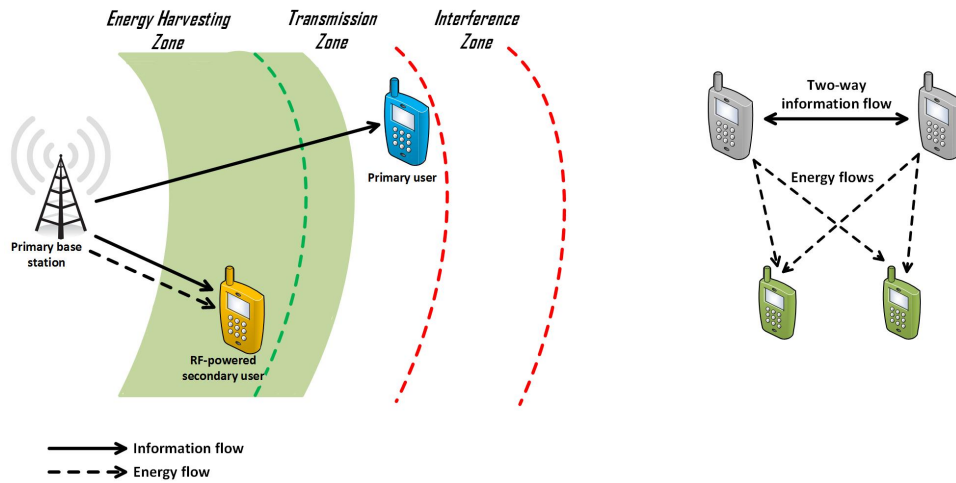 Energy Harvesting
Zone
Transmission
Zone
Interference
Zone
Primary user
Primary base
station
RF-powered
secondary user
Information flow
Energy flow
Two-way
information flow
Energy flows